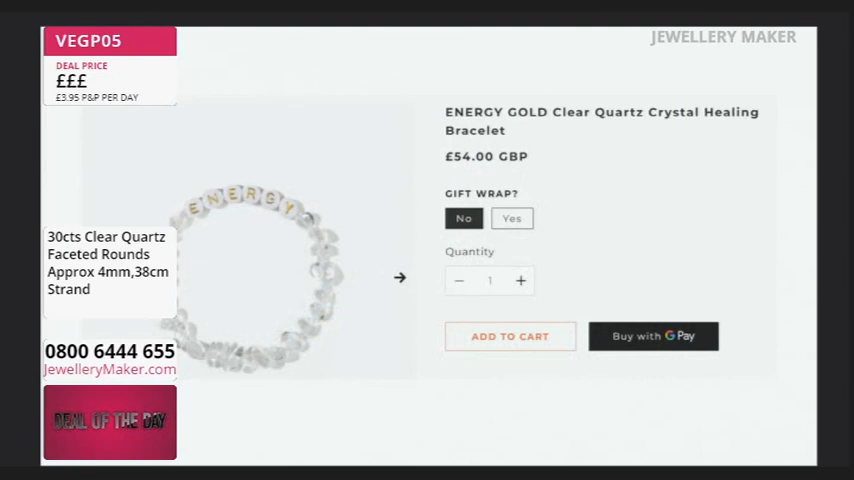 VEGP05
DEAL PRICE
£££
£3.95 P&P PER DAY
30cts Clear Quartz
Faceted Rounds
Approx 4mm,38cm
Strand
0800 6444 655
JewelleryMaker.com
DEAL OF THE DAY
JEWELLERY MAKER
ENERGY
ENERGY GOLD Clear Quartz Crystal Healing
Bracelet
£54.00 GBP
GIFT WRAP?
No Yes
Quantity
− 1 +
ADD TO CART Buy with G Pay